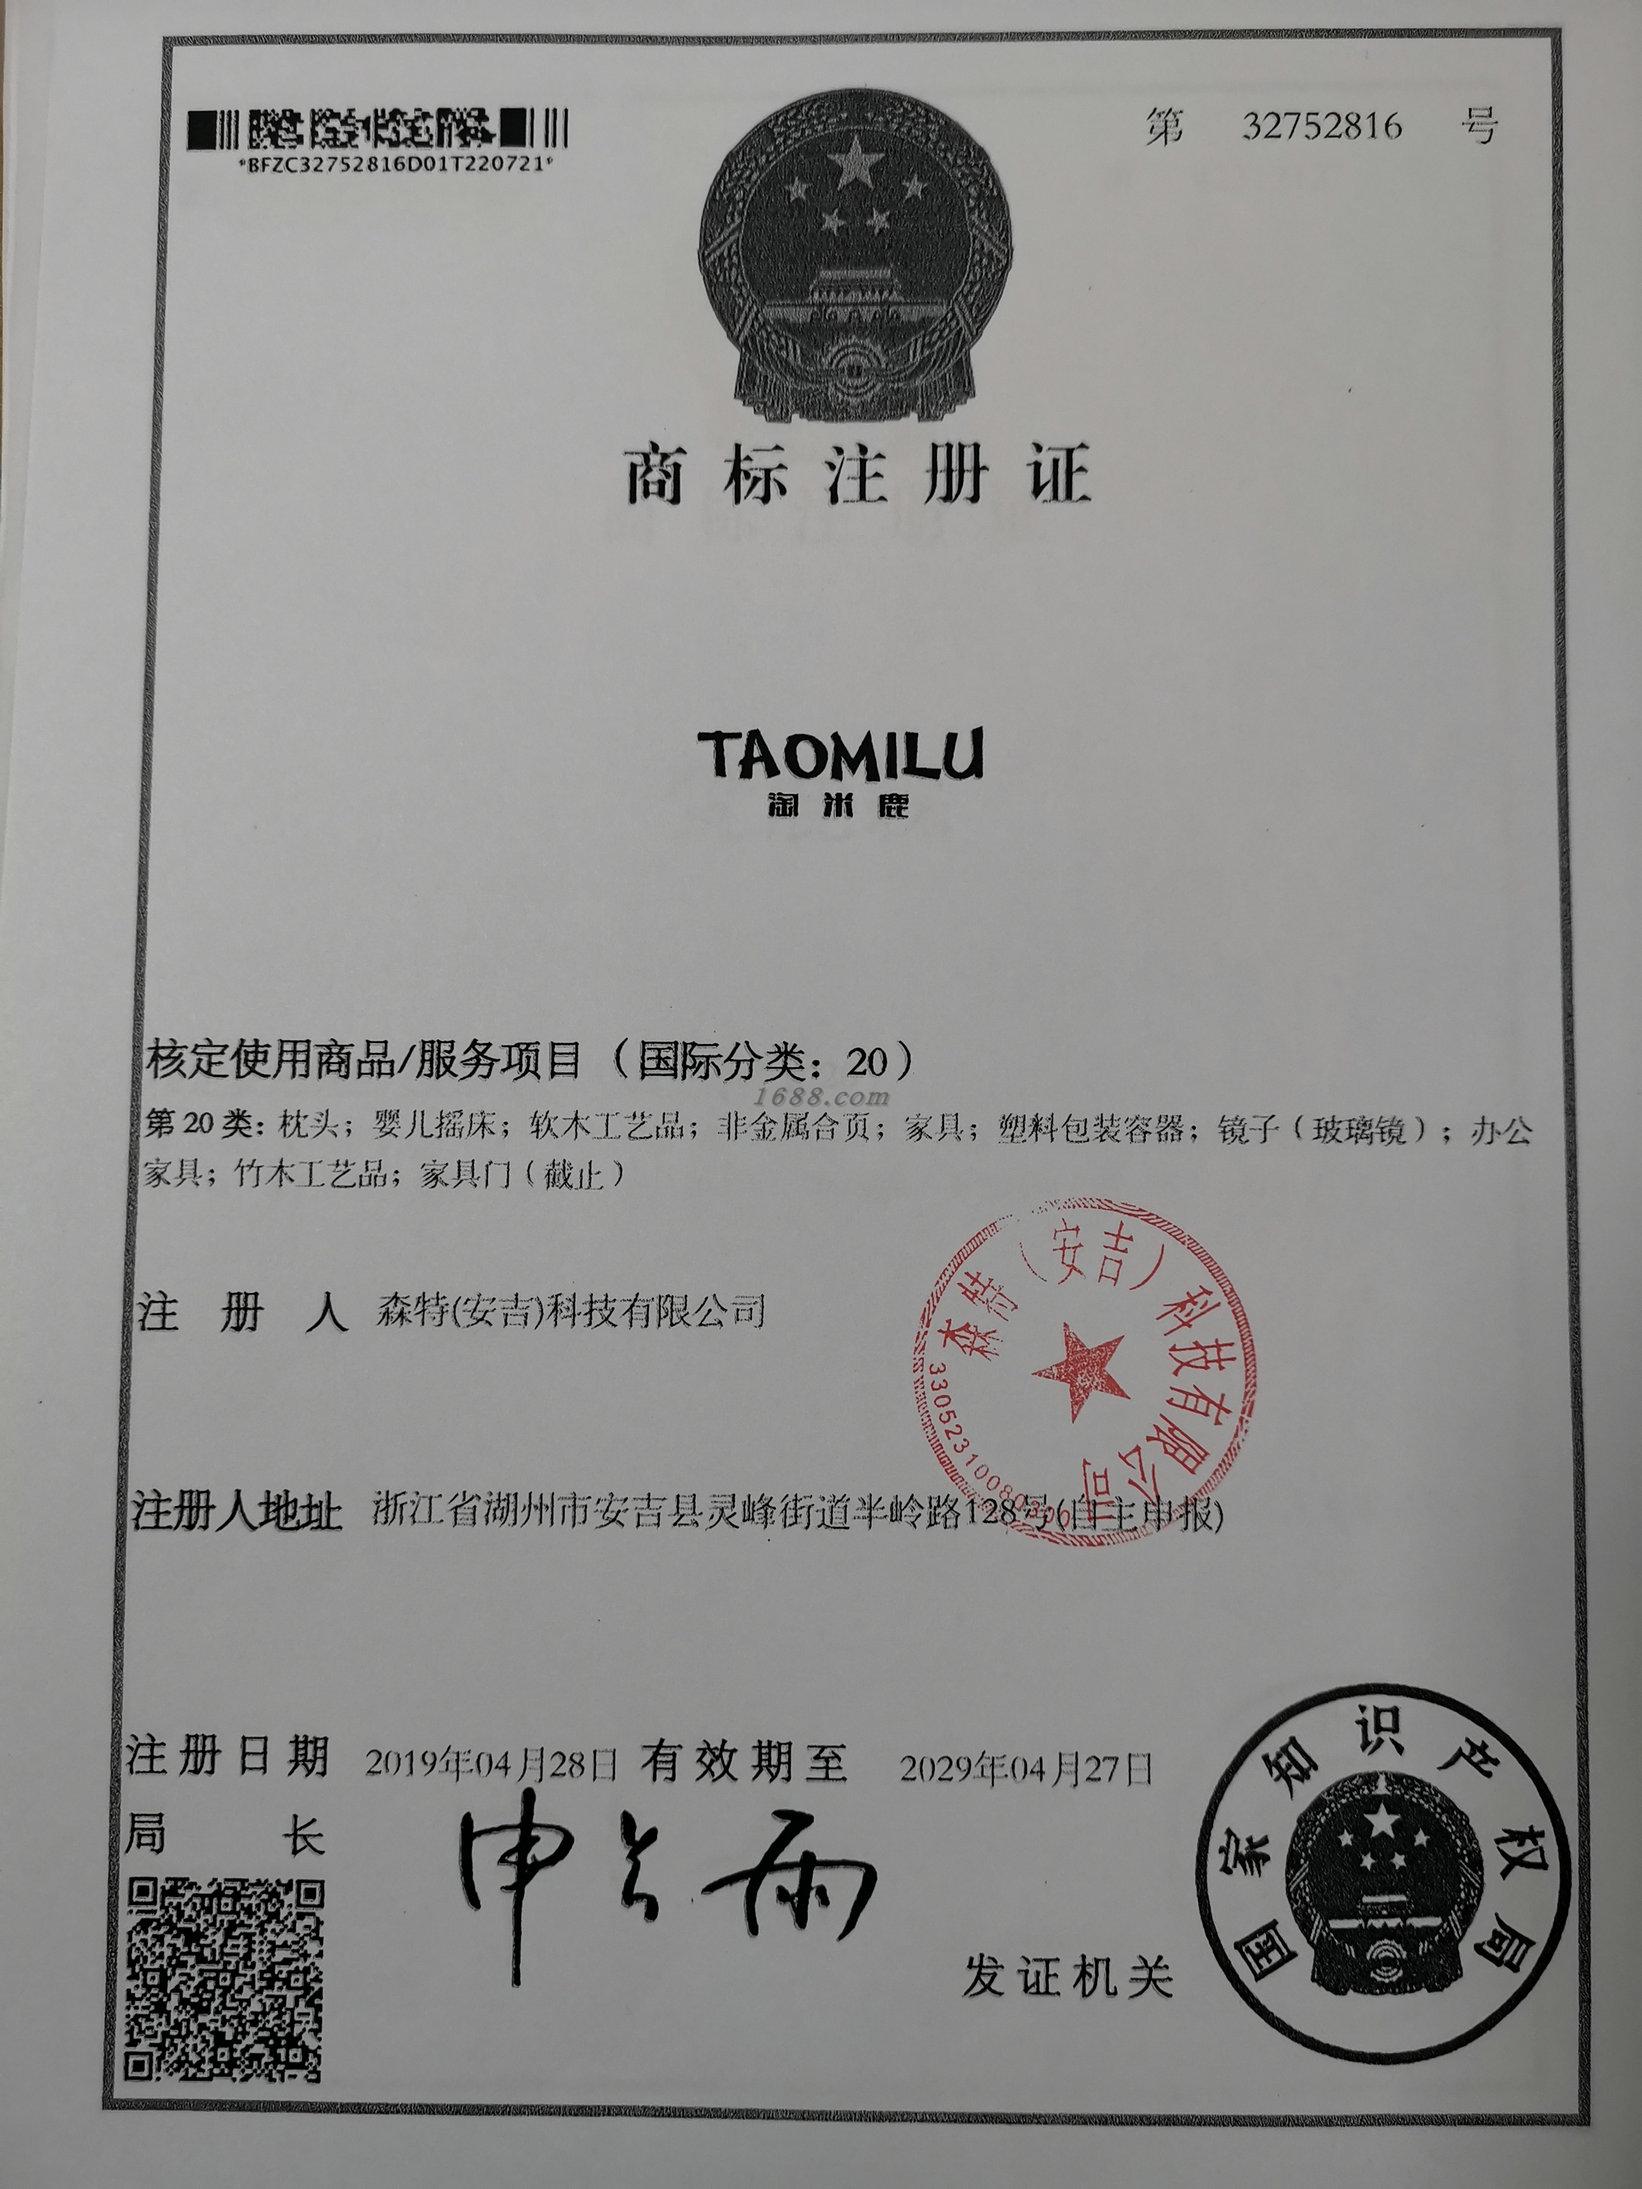 *BFZC32752816D01T220721*
第 32752816 号
商标注册证
TAOMILU
淘米鹿
核定使用商品/服务项目（国际分类：20）
1688.com
第20类：枕头；婴儿摇床；软木工艺品；非金属合页；家具；塑料包装容器；镜子（玻璃镜）；办公
家具；竹木工艺品；家具门（截止）
注册人 森特(安吉)科技有限公司
森特（安吉）科技有限公司
注册人地址 浙江省湖州市安吉县灵峰街道半岭路128号(自主申报)
注册日期 2019年04月28日 有效期至 2029年04月27日
局长 申长雨
发证机关
国家知识产权局